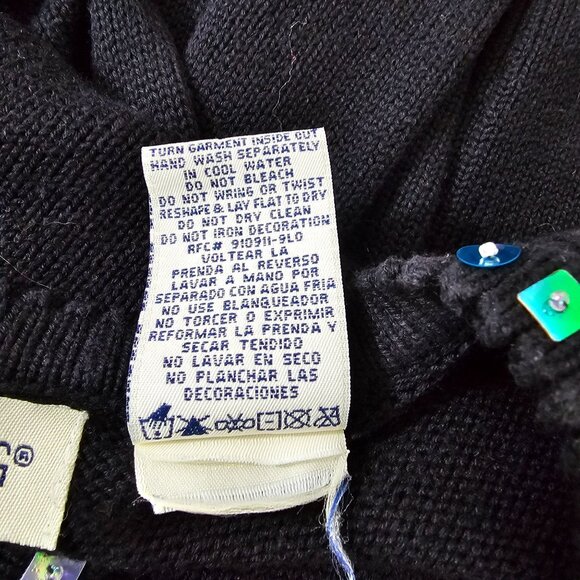 TURN GARMENT INSIDE OUT
HAND WASH SEPARATELY
IN COOL WATER
DO NOT BLEACH
DO NOT WRING OR TWIST
RESHAPE & LAY FLAT TO DRY
DO NOT DRY CLEAN
DO NOT IRON DECORATION
RFC# 910911-9L0
VOLTEAR LA
PRENDA AL REVERSO
LAVAR A MANO POR
SEPARADO CON AGUA FRIA
NO USE BLANQUEADOR
NO TORCER O EXPRIMIR
REFORMAR LA PRENDA Y
SECAR TENDIDO
NO LAVAR EN SECO
NO PLANCHAR LAS
DECORACIONES
G®